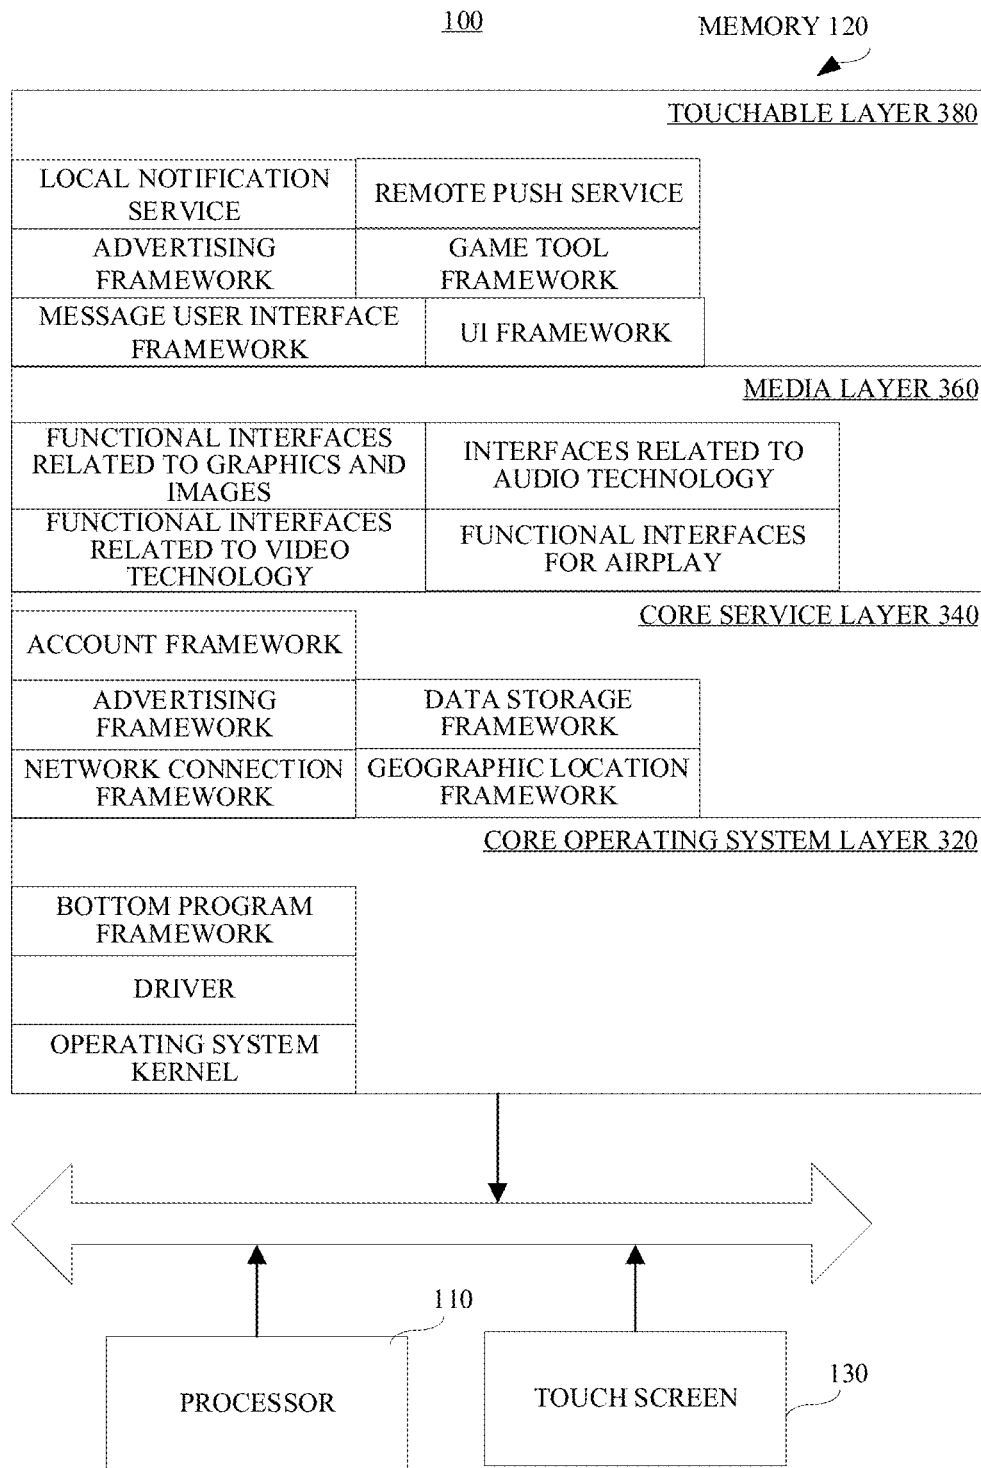 100
MEMORY 120
TOUCHABLE LAYER 380
LOCAL NOTIFICATION
SERVICE
REMOTE PUSH SERVICE
ADVERTISING
FRAMEWORK
GAME TOOL
FRAMEWORK
MESSAGE USER INTERFACE
FRAMEWORK
UI FRAMEWORK
MEDIA LAYER 360
FUNCTIONAL INTERFACES
RELATED TO GRAPHICS AND
IMAGES
INTERFACES RELATED TO
AUDIO TECHNOLOGY
FUNCTIONAL INTERFACES
RELATED TO VIDEO
TECHNOLOGY
FUNCTIONAL INTERFACES
FOR AIRPLAY
CORE SERVICE LAYER 340
ACCOUNT FRAMEWORK
ADVERTISING
FRAMEWORK
DATA STORAGE
FRAMEWORK
NETWORK CONNECTION
FRAMEWORK
GEOGRAPHIC LOCATION
FRAMEWORK
CORE OPERATING SYSTEM LAYER 320
BOTTOM PROGRAM
FRAMEWORK
DRIVER
OPERATING SYSTEM
KERNEL
110
PROCESSOR
TOUCH SCREEN
130